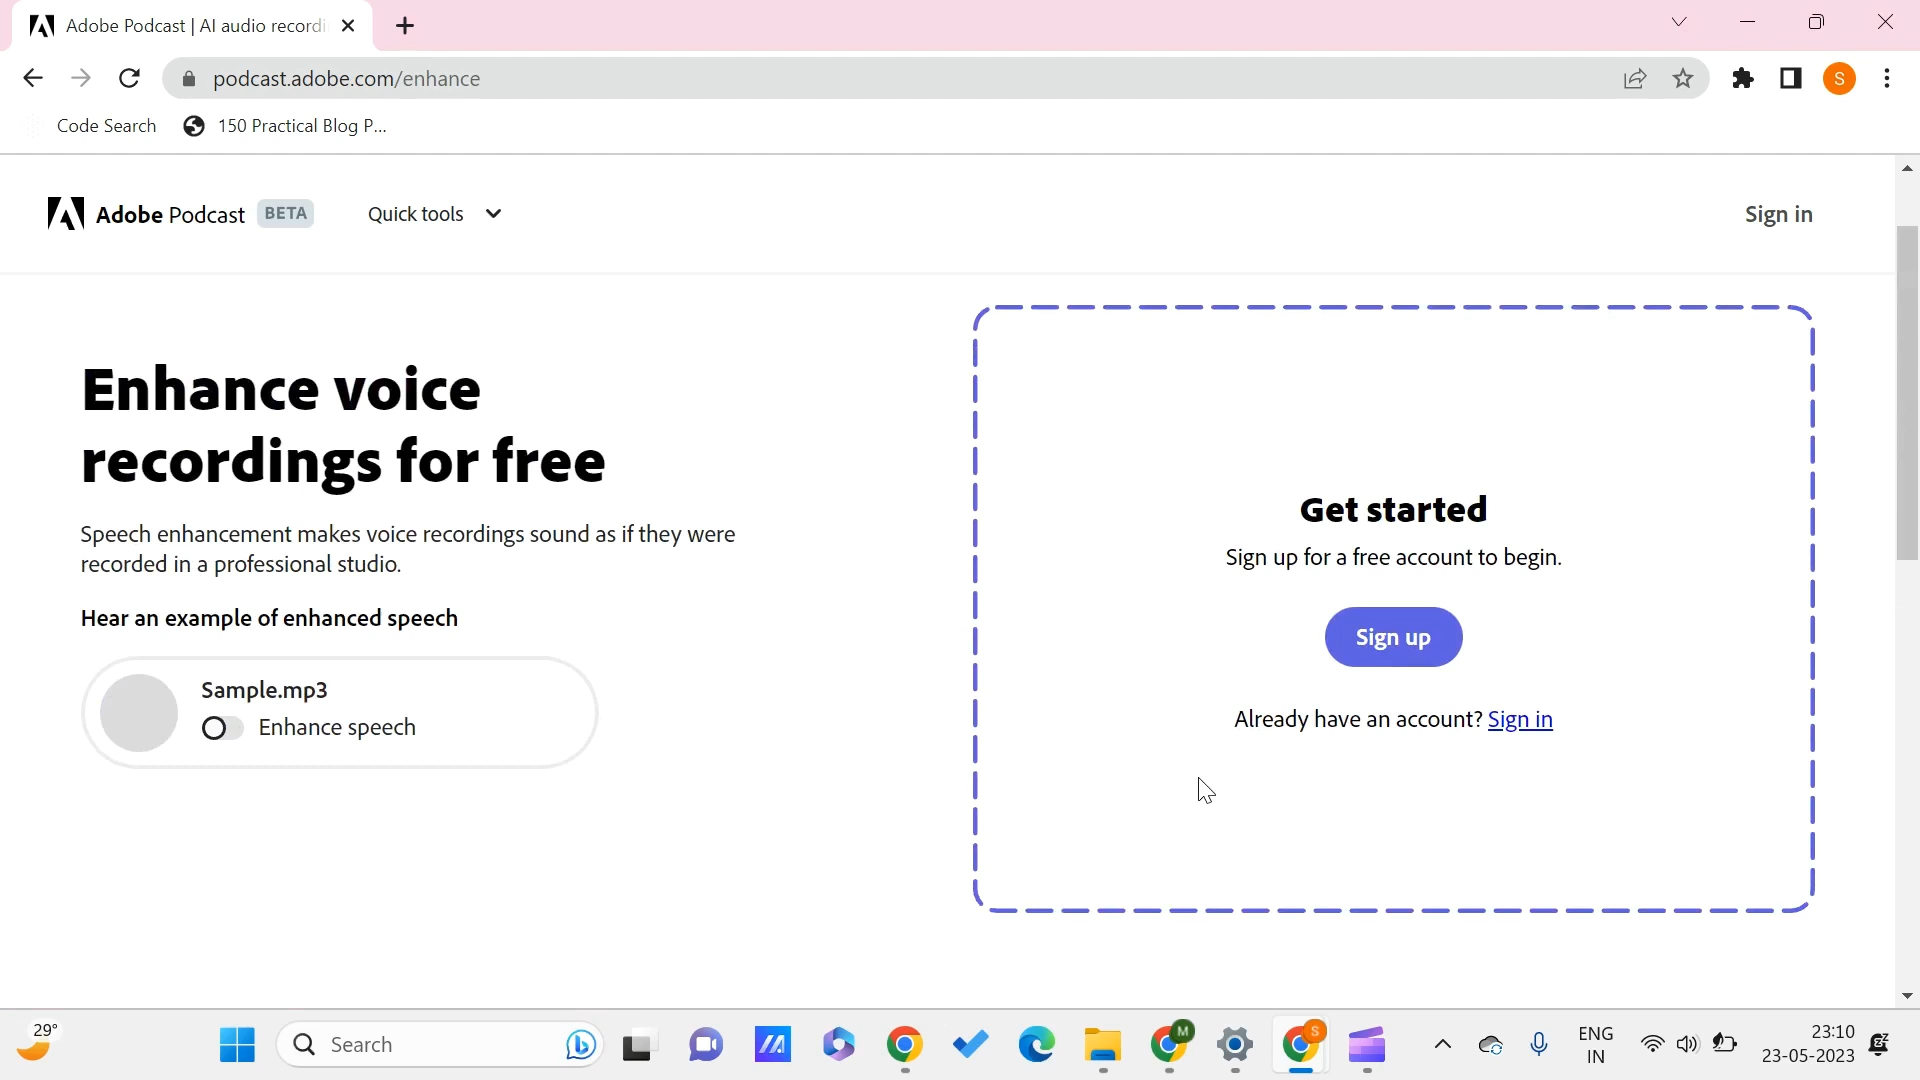 Adobe Podcast | AI audio recordi
podcast.adobe.com/enhance
S
Code Search
150 Practical Blog P...
Adobe Podcast BETA
Quick tools
Sign in
Enhance voice
recordings for free
Speech enhancement makes voice recordings sound as if they were
recorded in a professional studio.
Hear an example of enhanced speech
Sample.mp3
Enhance speech
Get started
Sign up for a free account to begin.
Sign up
Already have an account? Sign in
29°
Search
M
S
ENG
IN
23:10
23-05-2023